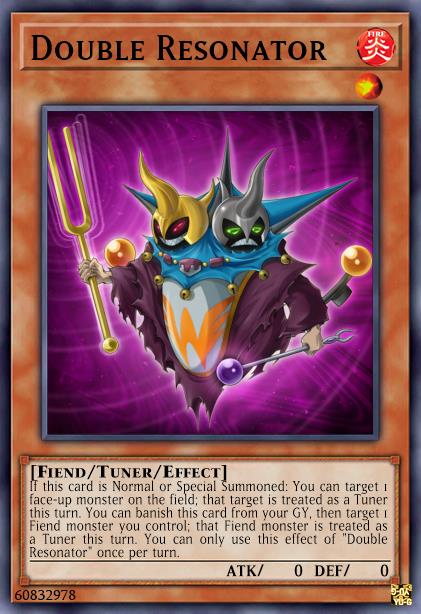 DOUBLE RESONATOR
FIRE
炎
[FIEND/TUNER/EFFECT]
If this card is Normal or Special Summoned: You can target 1
face-up monster on the field; that target is treated as a Tuner
this turn. You can banish this card from your GY, then target 1
Fiend monster you control; that Fiend monster is treated as
a Tuner this turn. You can only use this effect of "Double
Resonator" once per turn.
ATK/ 0 DEF/ 0
60832978